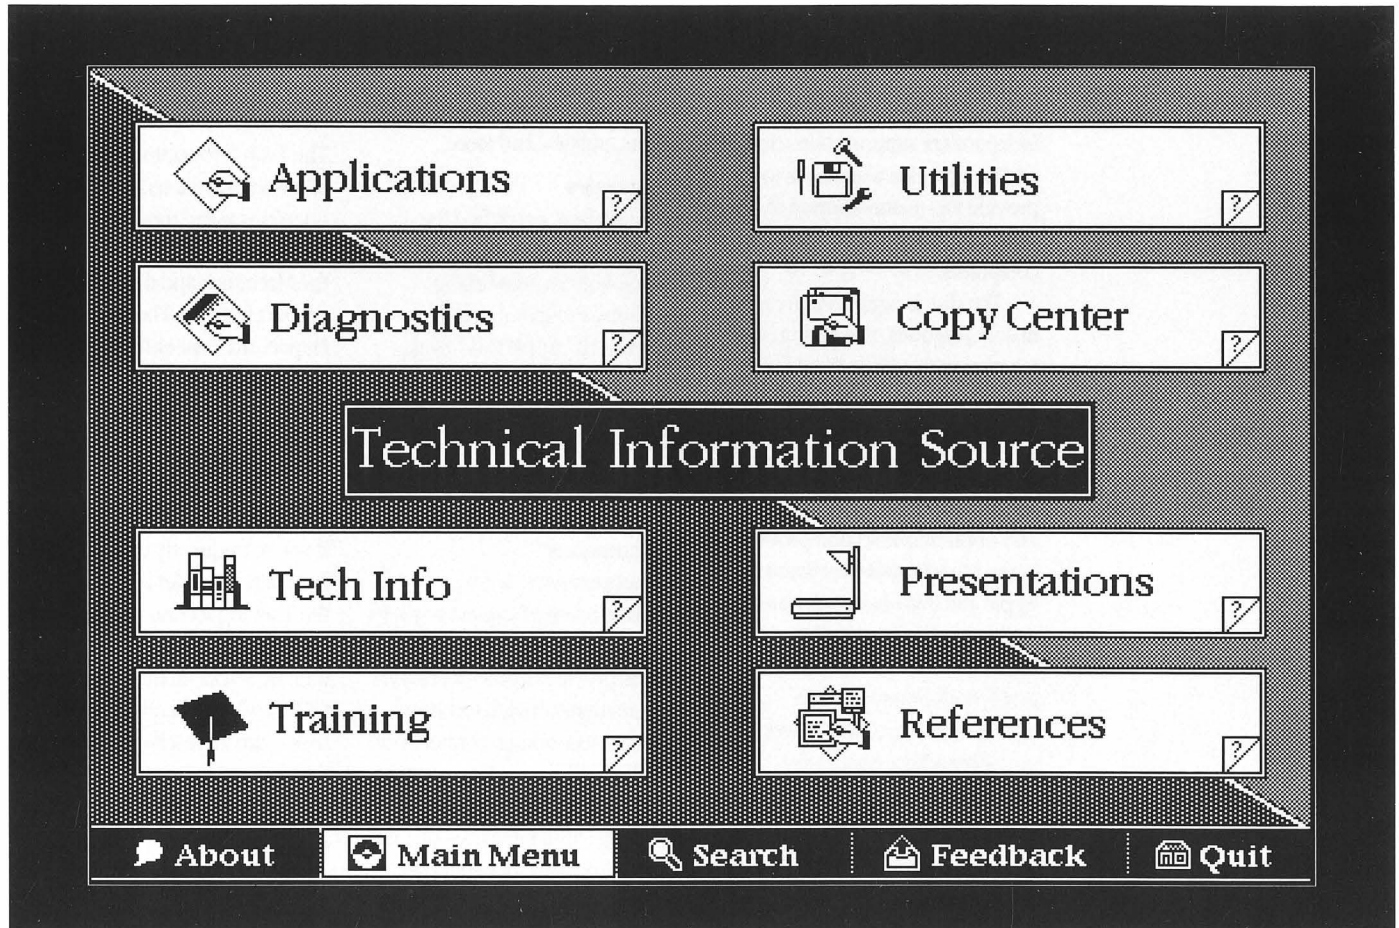 Applications
?
Utilities
?
Diagnostics
?
Copy Center
?
Technical Information Source
Tech Info
?
Presentations
?
Training
?
References
?
About
Main Menu
Search
Feedback
Quit